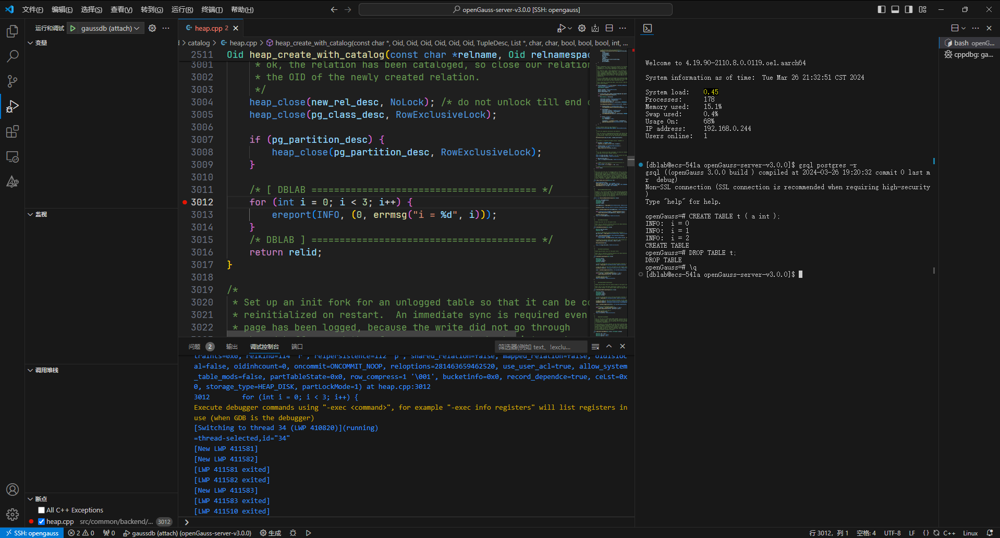 文件(F) 编辑(E) 选择(S) 查看(V) 转到(G) 运行(R) 终端(T) 帮助(H)
openGauss-server-v3.0.0 [SSH: opengauss]
运行和调试 gaussdb (attach)
变量
监视
调用堆栈
断点
All C++ Exceptions
heap.cpp src/common/backend/... 3012
heap.cpp 2
catalog > heap.cpp > heap_create_with_catalog(const char *, Oid, Oid, Oid, Oid, Oid, Oid, TupleDesc, List *, char, char, bool, bool, bool, int, ...
2511 Oid heap_create_with_catalog(const char *relname, Oid relnamespac
3001 * ok, the relation has been cataloged, so close our relation
3002 * the OID of the newly created relation.
3003 */
3004 heap_close(new_rel_desc, NoLock); /* do not unlock till end o
3005 heap_close(pg_class_desc, RowExclusiveLock);
3006
3007 if (pg_partition_desc) {
3008 heap_close(pg_partition_desc, RowExclusiveLock);
3009 }
3010
3011 /* [ DBLAB ======================================== */
3012 for (int i = 0; i < 3; i++) {
3013 ereport(INFO, (0, errmsg("i = %d", i)));
3014 }
3015 /* DBLAB ] ======================================== */
3016 return relid;
3017 }
3018
3019 /*
3020 * Set up an init fork for an unlogged table so that it can be co
3021 * reinitialized on restart.  An immediate sync is required even
3022 * page has been logged, because the write did not go through
问题 2 输出 调试控制台 端口 筛选器(例如 text、!exclu...
traints=0x0, relkind=114 'r', relpersistence=112 'p', shared_relation=false, mapped_relation=false, oidisloc
al=false, oidinhcount=0, oncommit=ONCOMMIT_NOOP, reloptions=281463659462520, use_user_acl=true, allow_system
_table_mods=false, partTableState=0x0, row_compress=1 '\001', bucketinfo=0x0, record_dependce=true, ceLst=0x
0, storage_type=HEAP_DISK, partLockMode=1) at heap.cpp:3012
3012 for (int i = 0; i < 3; i++) {
Execute debugger commands using "-exec <command>", for example "-exec info registers" will list registers in
use (when GDB is the debugger)
[Switching to thread 34 (LWP 410820)](running)
=thread-selected,id="34"
[New LWP 411581]
[New LWP 411582]
[LWP 411581 exited]
[LWP 411582 exited]
[New LWP 411583]
[LWP 411583 exited]
[LWP 411510 exited]
bash openG...
cppdbg: ga...
Welcome to 4.19.90-2110.8.0.0119.oe1.aarch64
System information as of time:  Tue Mar 26 21:32:51 CST 2024
System load: 0.45
Processes: 178
Memory used: 15.1%
Swap used: 0.4%
Usage On: 68%
IP address: 192.168.0.244
Users online: 1
[dblab@ecs-541a openGauss-server-v3.0.0]$ gsql postgres -r
gsql ((openGauss 3.0.0 build ) compiled at 2024-03-26 19:20:32 commit 0 last m
r  debug)
Non-SSL connection (SSL connection is recommended when requiring high-security
)
Type "help" for help.
openGauss=# CREATE TABLE t ( a int );
INFO:  i = 0
INFO:  i = 1
INFO:  i = 2
CREATE TABLE
openGauss=# DROP TABLE t;
DROP TABLE
openGauss=# \q
[dblab@ecs-541a openGauss-server-v3.0.0]$
SSH: opengauss 2 0 0 gaussdb (attach) (openGauss-server-v3.0.0) 生成 行 3012，列 1 空格: 4 UTF-8 LF {} C++ Linux